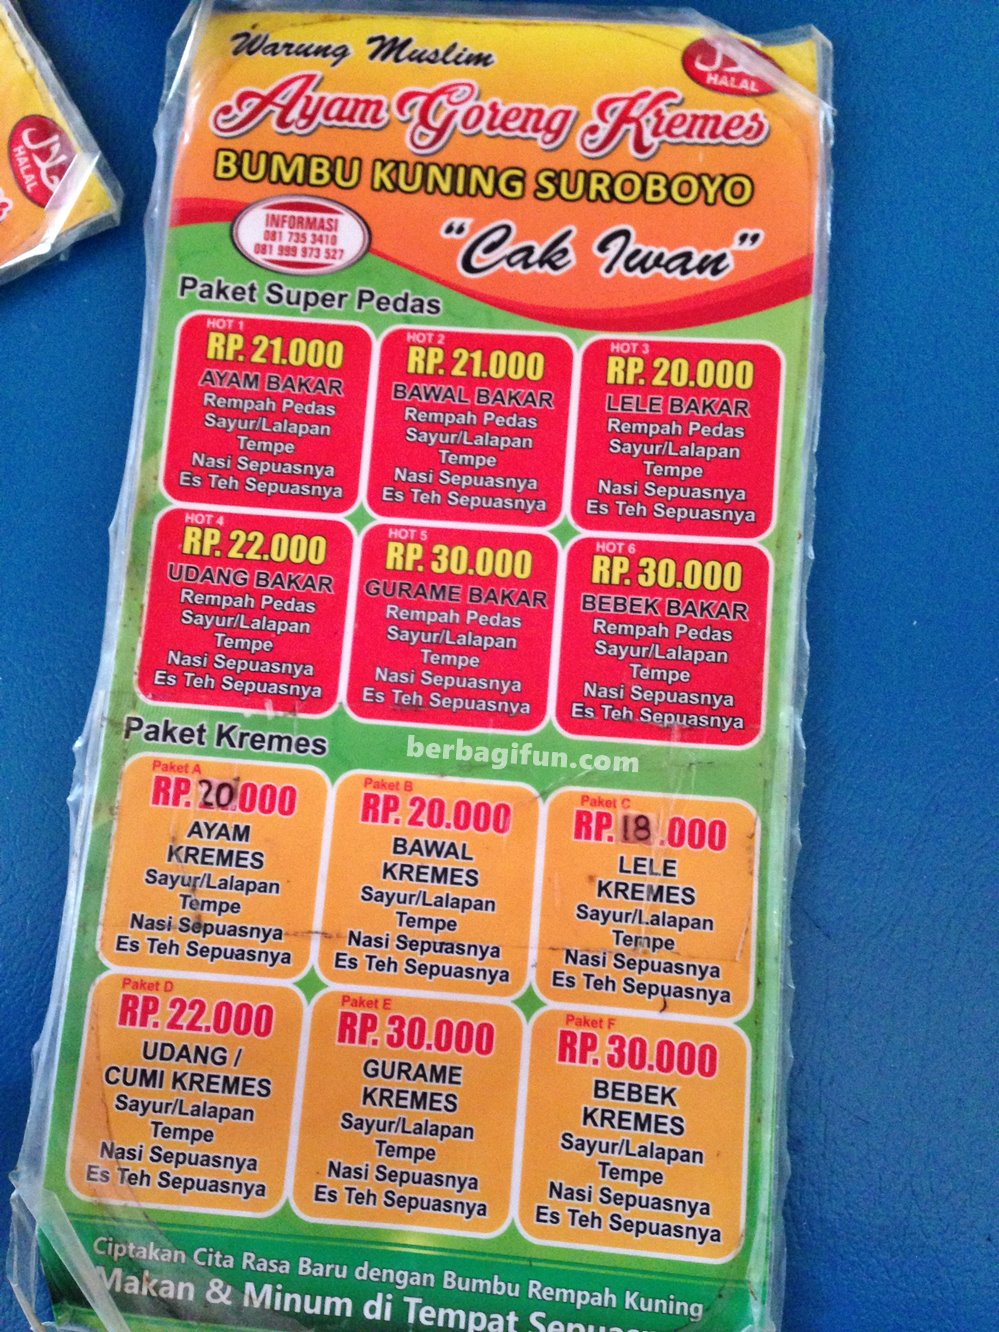 Warung Muslim
HALAL
Ayam Goreng Kremes
BUMBU KUNING SUROBOYO
"Cak Iwan"
INFORMASI
081 735 3410
081 999 973 527
HALAL
Paket Super Pedas
HOT 1
RP. 21.000
AYAM BAKAR
Rempah Pedas
Sayur/Lalapan
Tempe
Nasi Sepuasnya
Es Teh Sepuasnya
HOT 2
RP. 21.000
BAWAL BAKAR
Rempah Pedas
Sayur/Lalapan
Tempe
Nasi Sepuasnya
Es Teh Sepuasnya
HOT 3
RP. 20.000
LELE BAKAR
Rempah Pedas
Sayur/Lalapan
Tempe
Nasi Sepuasnya
Es Teh Sepuasnya
HOT 4
RP. 22.000
UDANG BAKAR
Rempah Pedas
Sayur/Lalapan
Tempe
Nasi Sepuasnya
Es Teh Sepuasnya
HOT 5
RP. 30.000
GURAME BAKAR
Rempah Pedas
Sayur/Lalapan
Tempe
Nasi Sepuasnya
Es Teh Sepuasnya
HOT 6
RP. 30.000
BEBEK BAKAR
Rempah Pedas
Sayur/Lalapan
Tempe
Nasi Sepuasnya
Es Teh Sepuasnya
Paket Kremes
berbagifun.com
Paket A
RP. 20.000
AYAM
KREMES
Sayur/Lalapan
Tempe
Nasi Sepuasnya
Es Teh Sepuasnya
Paket B
RP. 20.000
BAWAL
KREMES
Sayur/Lalapan
Tempe
Nasi Sepuasnya
Es Teh Sepuasnya
Paket C
RP. 18.000
LELE
KREMES
Sayur/Lalapan
Tempe
Nasi Sepuasnya
Es Teh Sepuasnya
Paket D
RP. 22.000
UDANG /
CUMI KREMES
Sayur/Lalapan
Tempe
Nasi Sepuasnya
Es Teh Sepuasnya
Paket E
RP. 30.000
GURAME
KREMES
Sayur/Lalapan
Tempe
Nasi Sepuasnya
Es Teh Sepuasnya
Paket F
RP. 30.000
BEBEK
KREMES
Sayur/Lalapan
Tempe
Nasi Sepuasnya
Es Teh Sepuasnya
Ciptakan Cita Rasa Baru dengan Bumbu Rempah Kuning
Makan & Minum di Tempat